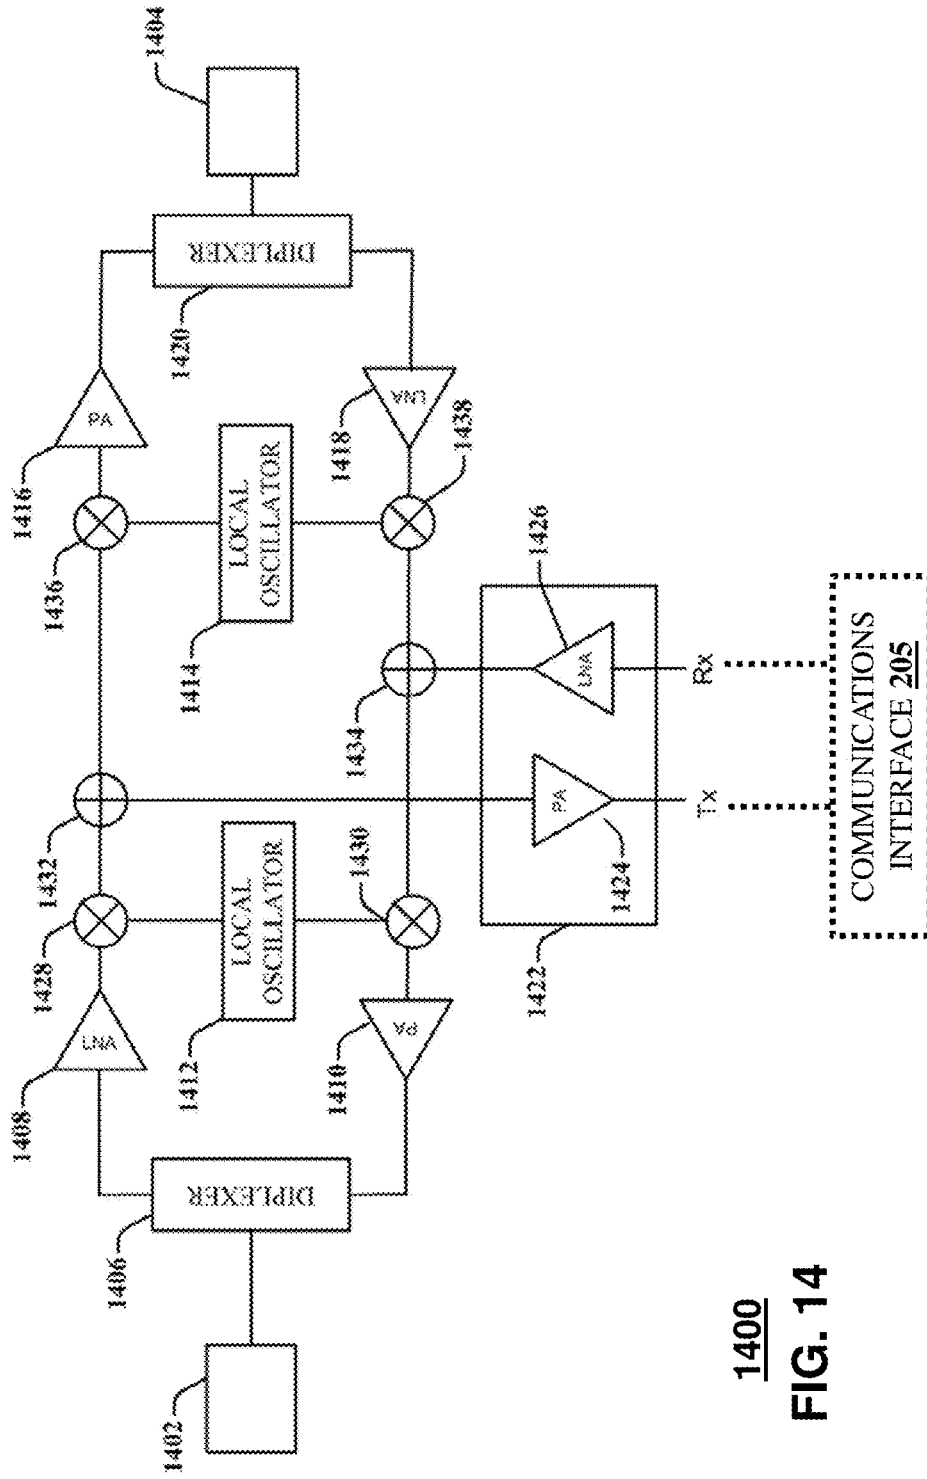 1404
DIPLEXER
1420
1416
PA
LNA
1418
1438
1436
LOCAL
OSCILLATOR
1414
1434
1426
LNA
Rx
1432
1428
LOCAL
OSCILLATOR
1412
1430
PA
1424
Tx
1422
COMMUNICATIONS
INTERFACE 205
1408
LNA
PA
1410
DIPLEXER
1406
1402
1400
FIG. 14